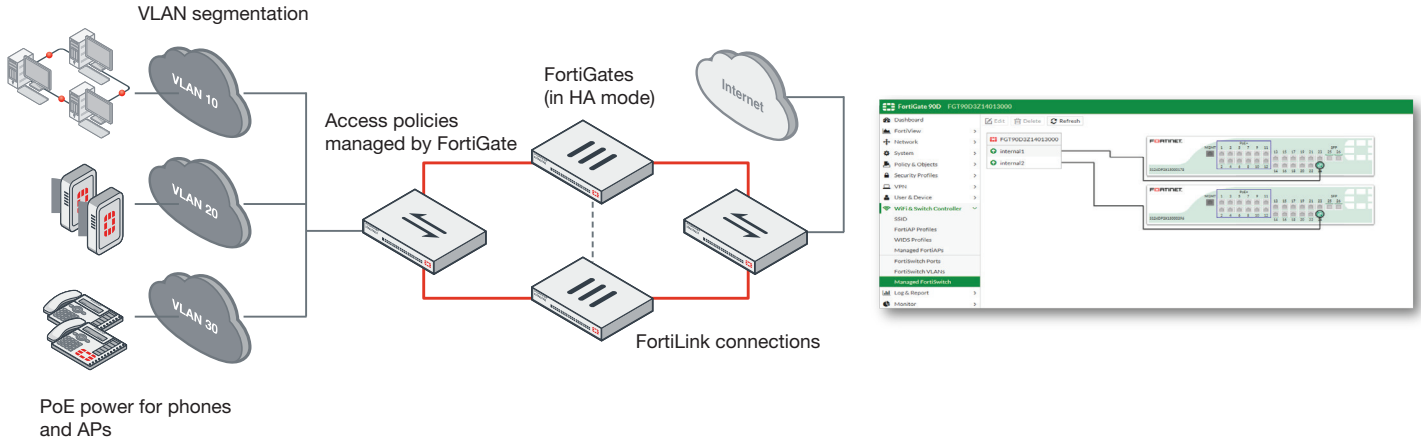 VLAN segmentation
VLAN 10
VLAN 20
VLAN 30
PoE power for phones
and APs
Access policies
managed by FortiGate
FortiGates
(in HA mode)
Internet
FortiLink connections
FortiGate 90D FGT90D3Z14013000
Dashboard
FortiView
Network
System
Policy & Objects
Security Profiles
VPN
User & Device
WiFi & Switch Controller
SSID
FortiAP Profiles
WIDS Profiles
Managed FortiAPs
FortiSwitch Ports
FortiSwitch VLANs
Managed FortiSwitch
Log & Report
Monitor
Edit Delete Refresh
FGT90D3Z14013000
internal1
internal2
FORTINET
FORTINET